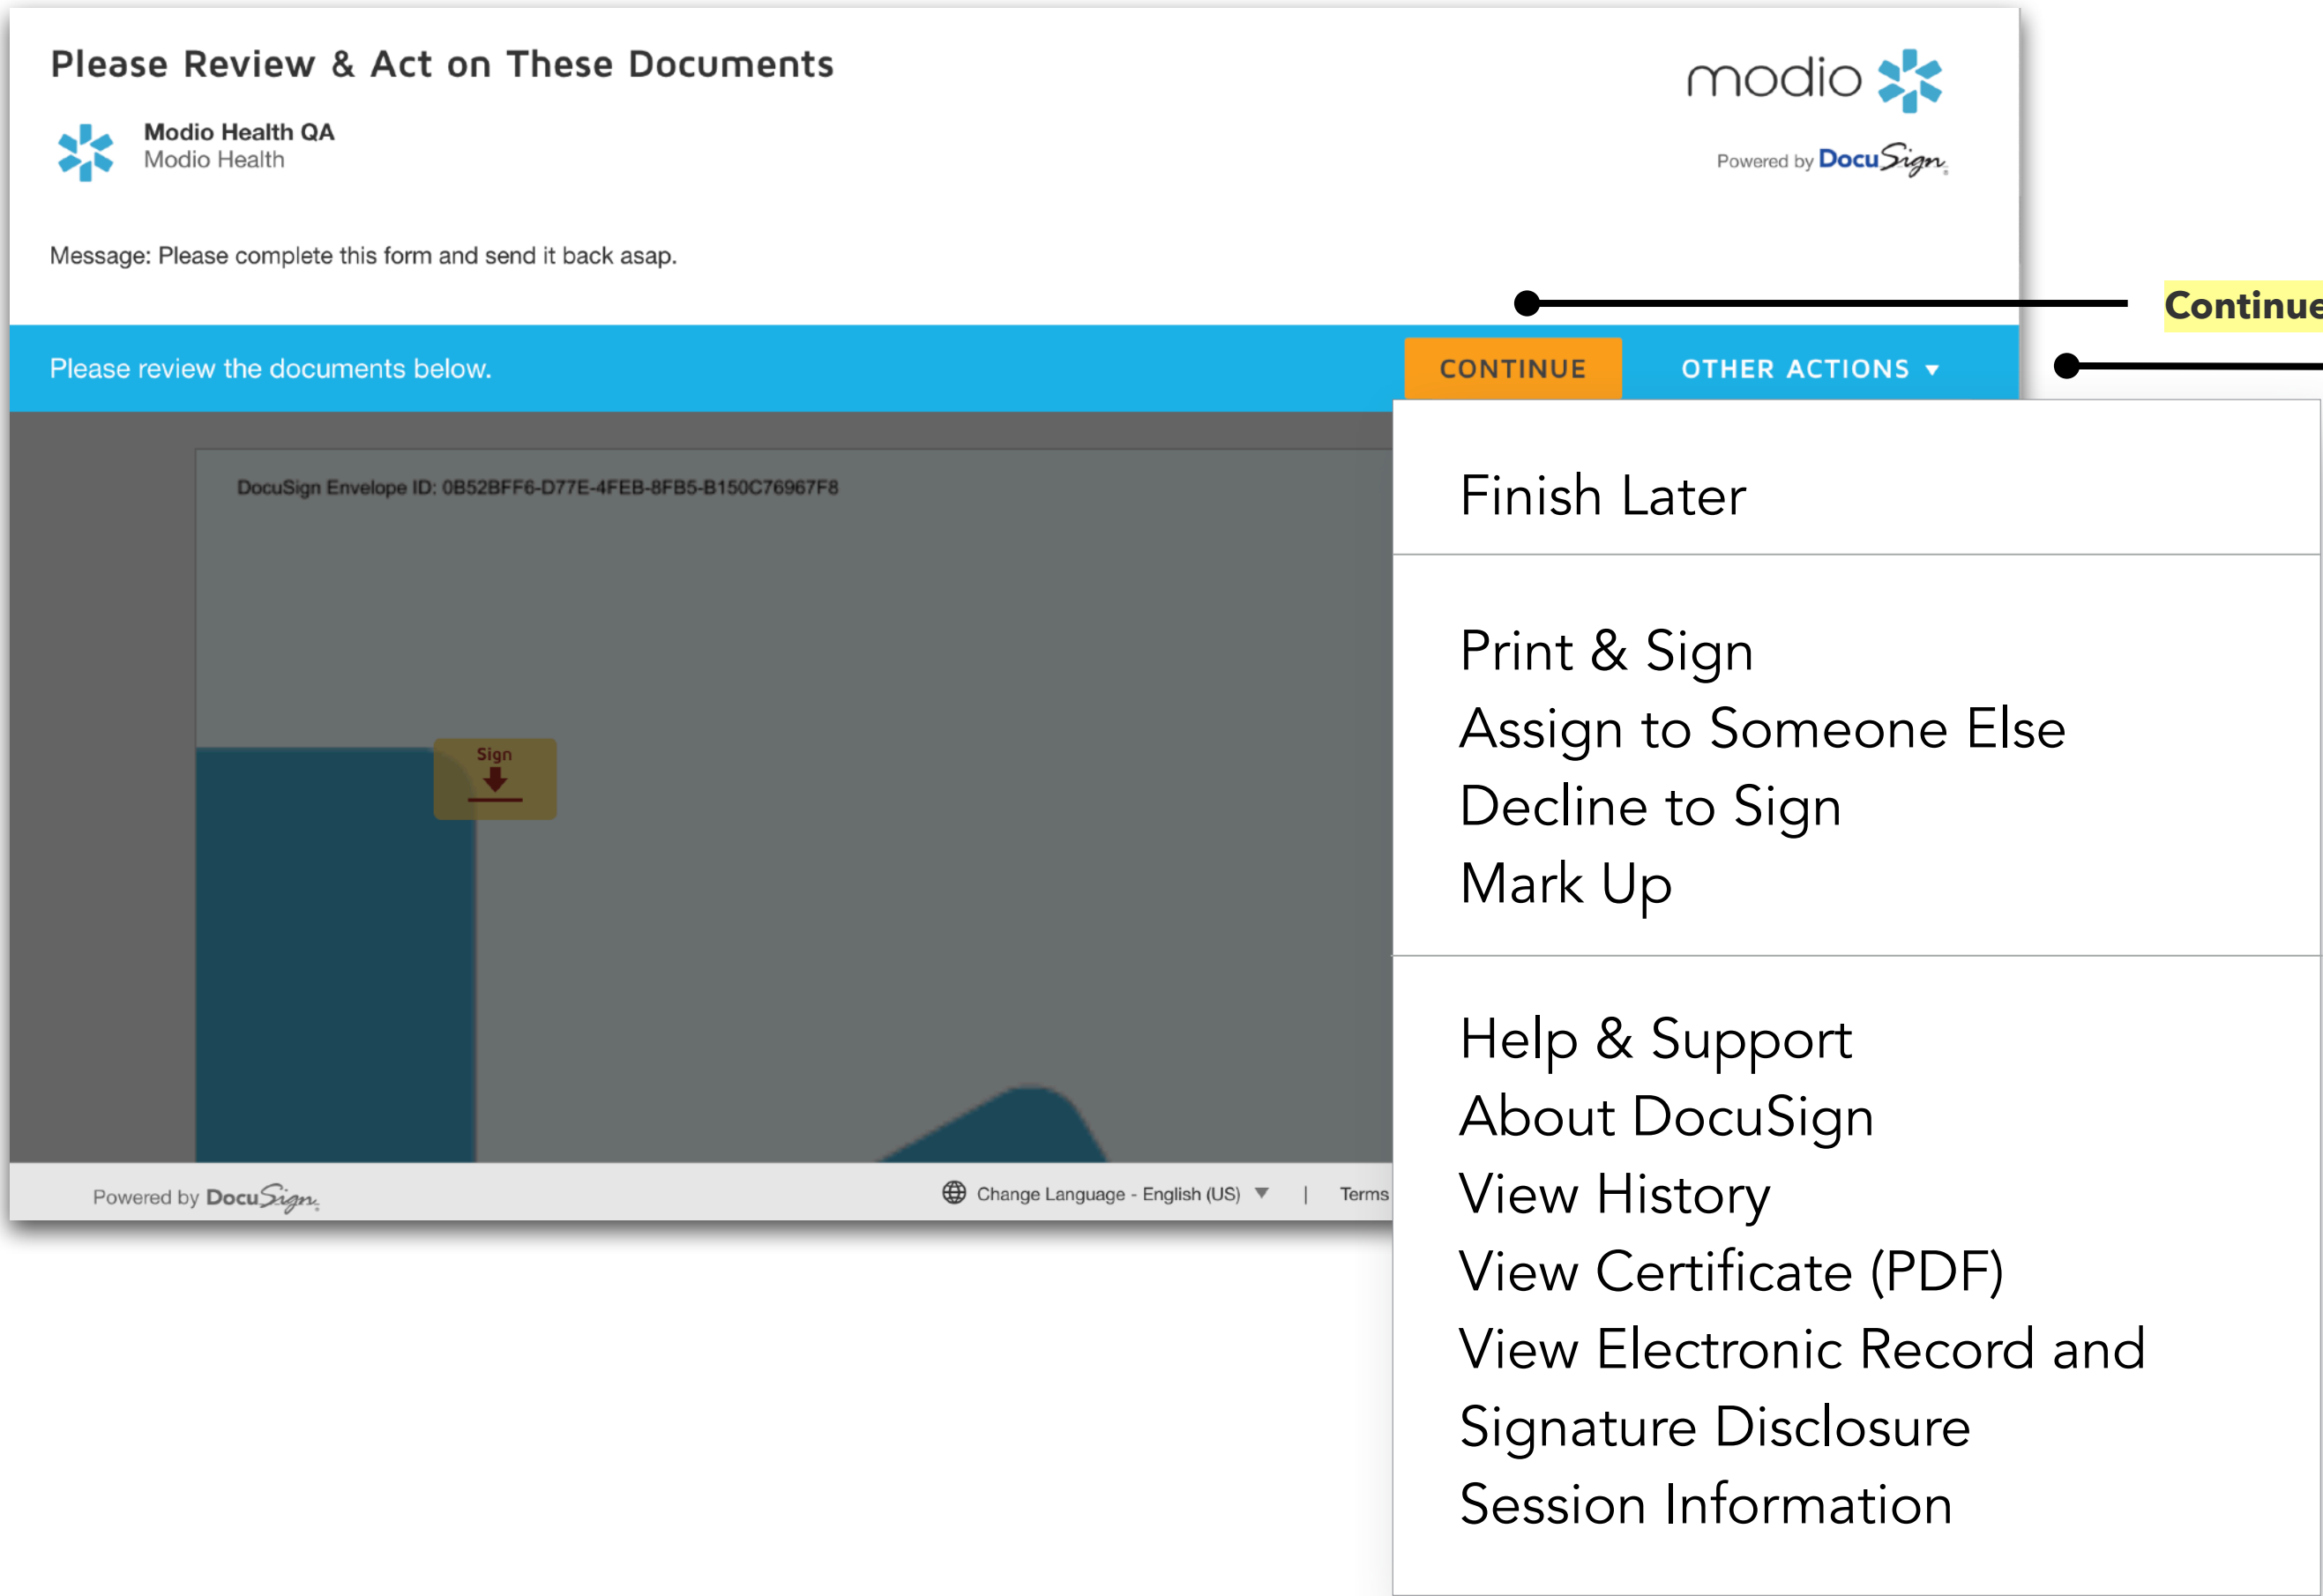 Please Review & Act on These Documents
modio
Modio Health QA
Modio Health
Powered by DocuSign
Message: Please complete this form and send it back asap.
Continue
Please review the documents below.
CONTINUE
OTHER ACTIONS
DocuSign Envelope ID: 0B52BFF6-D77E-4FEB-8FB5-B150C76967F8
Sign
Finish Later
Print & Sign
Assign to Someone Else
Decline to Sign
Mark Up
Help & Support
About DocuSign
View History
View Certificate (PDF)
View Electronic Record and
Signature Disclosure
Session Information
Powered by DocuSign
Change Language - English (US) | Terms